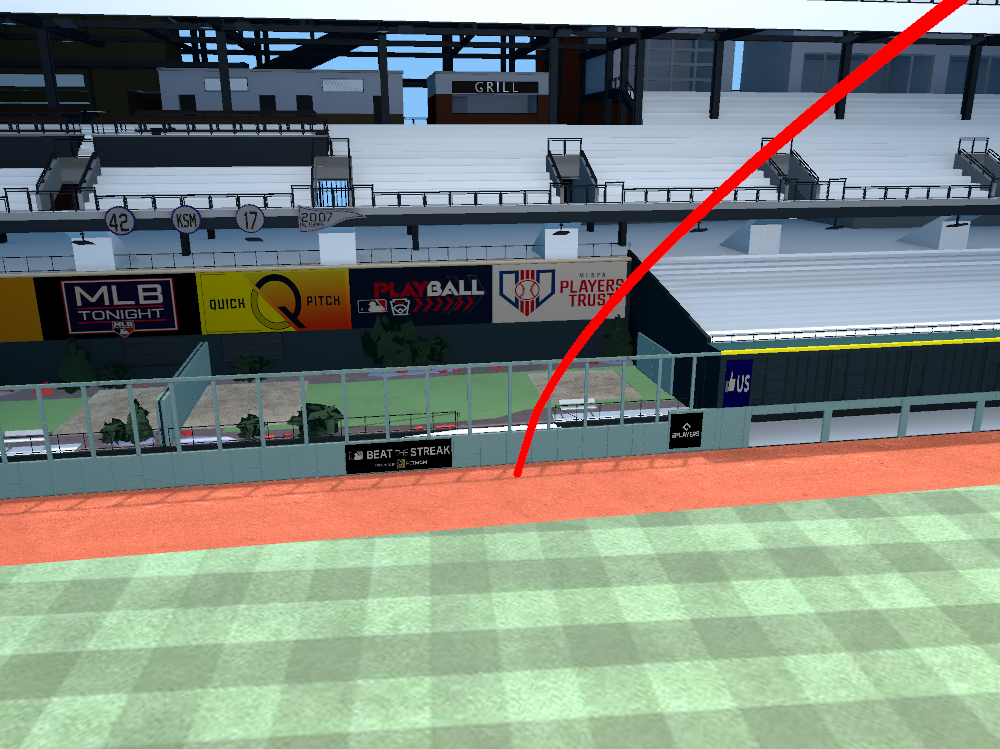 GRILL
42
KSM
17
2007
MLB
TONIGHT
MLB
QUICK
Q
PITCH
PLAYBALL
MLBPA
PLAYERS
TRUST
US
PLAYERS
BEAT THE STREAK
BETMGM